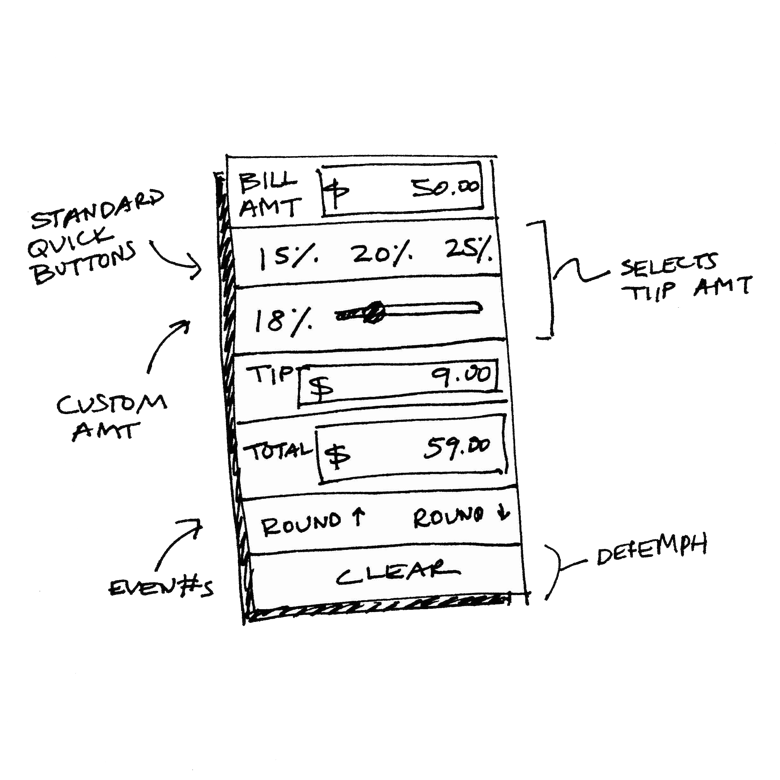 BILL
AMT
$ 50.00
STANDARD
QUICK
BUTTONS
15% 20% 25%
SELECTS
TIP AMT
18%
CUSTOM
AMT
TIP $ 9.00
TOTAL $ 59.00
ROUND ↑ ROUND ↓
EVEN #S
CLEAR